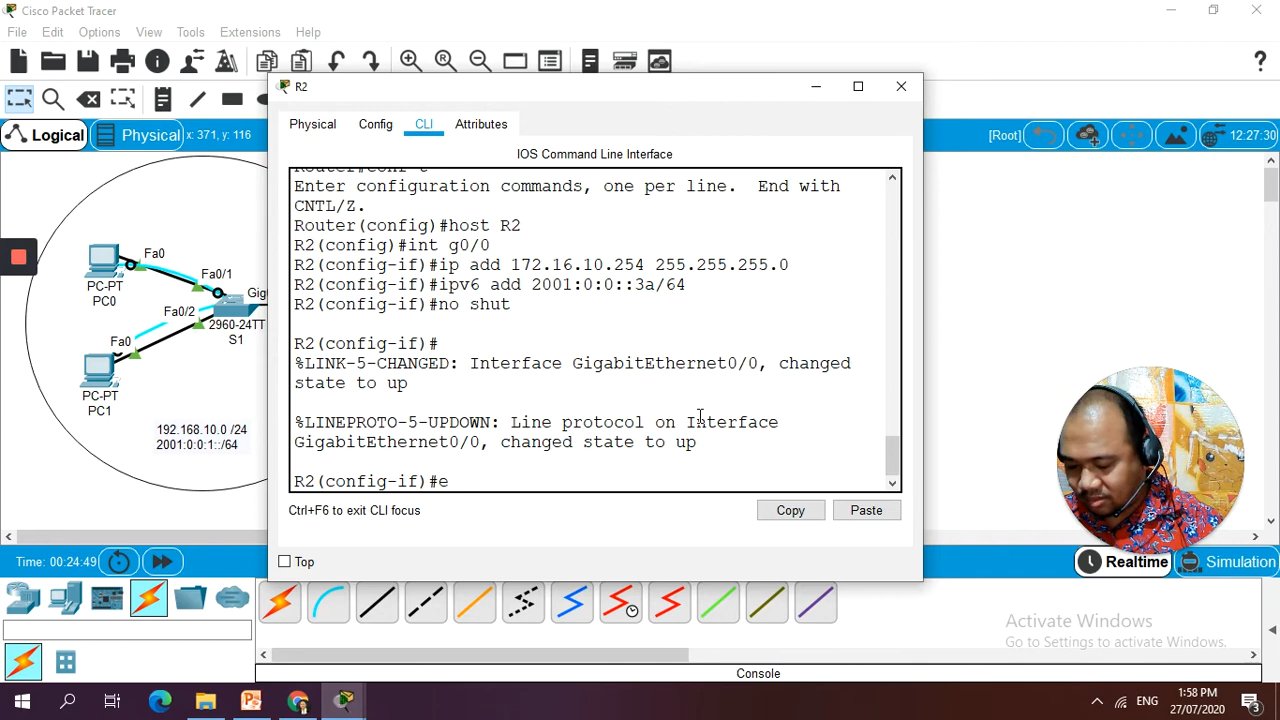 Cisco Packet Tracer
File Edit Options View Tools Extensions Help
Logical Physical x: 371, y: 116 [Root] 12:27:30
R2
Physical Config CLI Attributes
IOS Command Line Interface
Router#conf t
Enter configuration commands, one per line. End with
CNTL/Z.
Router(config)#host R2
R2(config)#int g0/0
R2(config-if)#ip add 172.16.10.254 255.255.255.0
R2(config-if)#ipv6 add 2001:0:0::3a/64
R2(config-if)#no shut
R2(config-if)#
%LINK-5-CHANGED: Interface GigabitEthernet0/0, changed
state to up
%LINEPROTO-5-UPDOWN: Line protocol on Interface
GigabitEthernet0/0, changed state to up
R2(config-if)#e
Ctrl+F6 to exit CLI focus
Copy Paste
Top
Fa0
PC-PT
PC0
Fa0/1
Gig
Fa0/2
2960-24TT
S1
Fa0
PC-PT
PC1
192.168.10.0 /24
2001:0:0:1::/64
Time: 00:24:49
Realtime Simulation
Activate Windows
Go to Settings to activate Windows.
Console
ENG
1:58 PM
27/07/2020
3